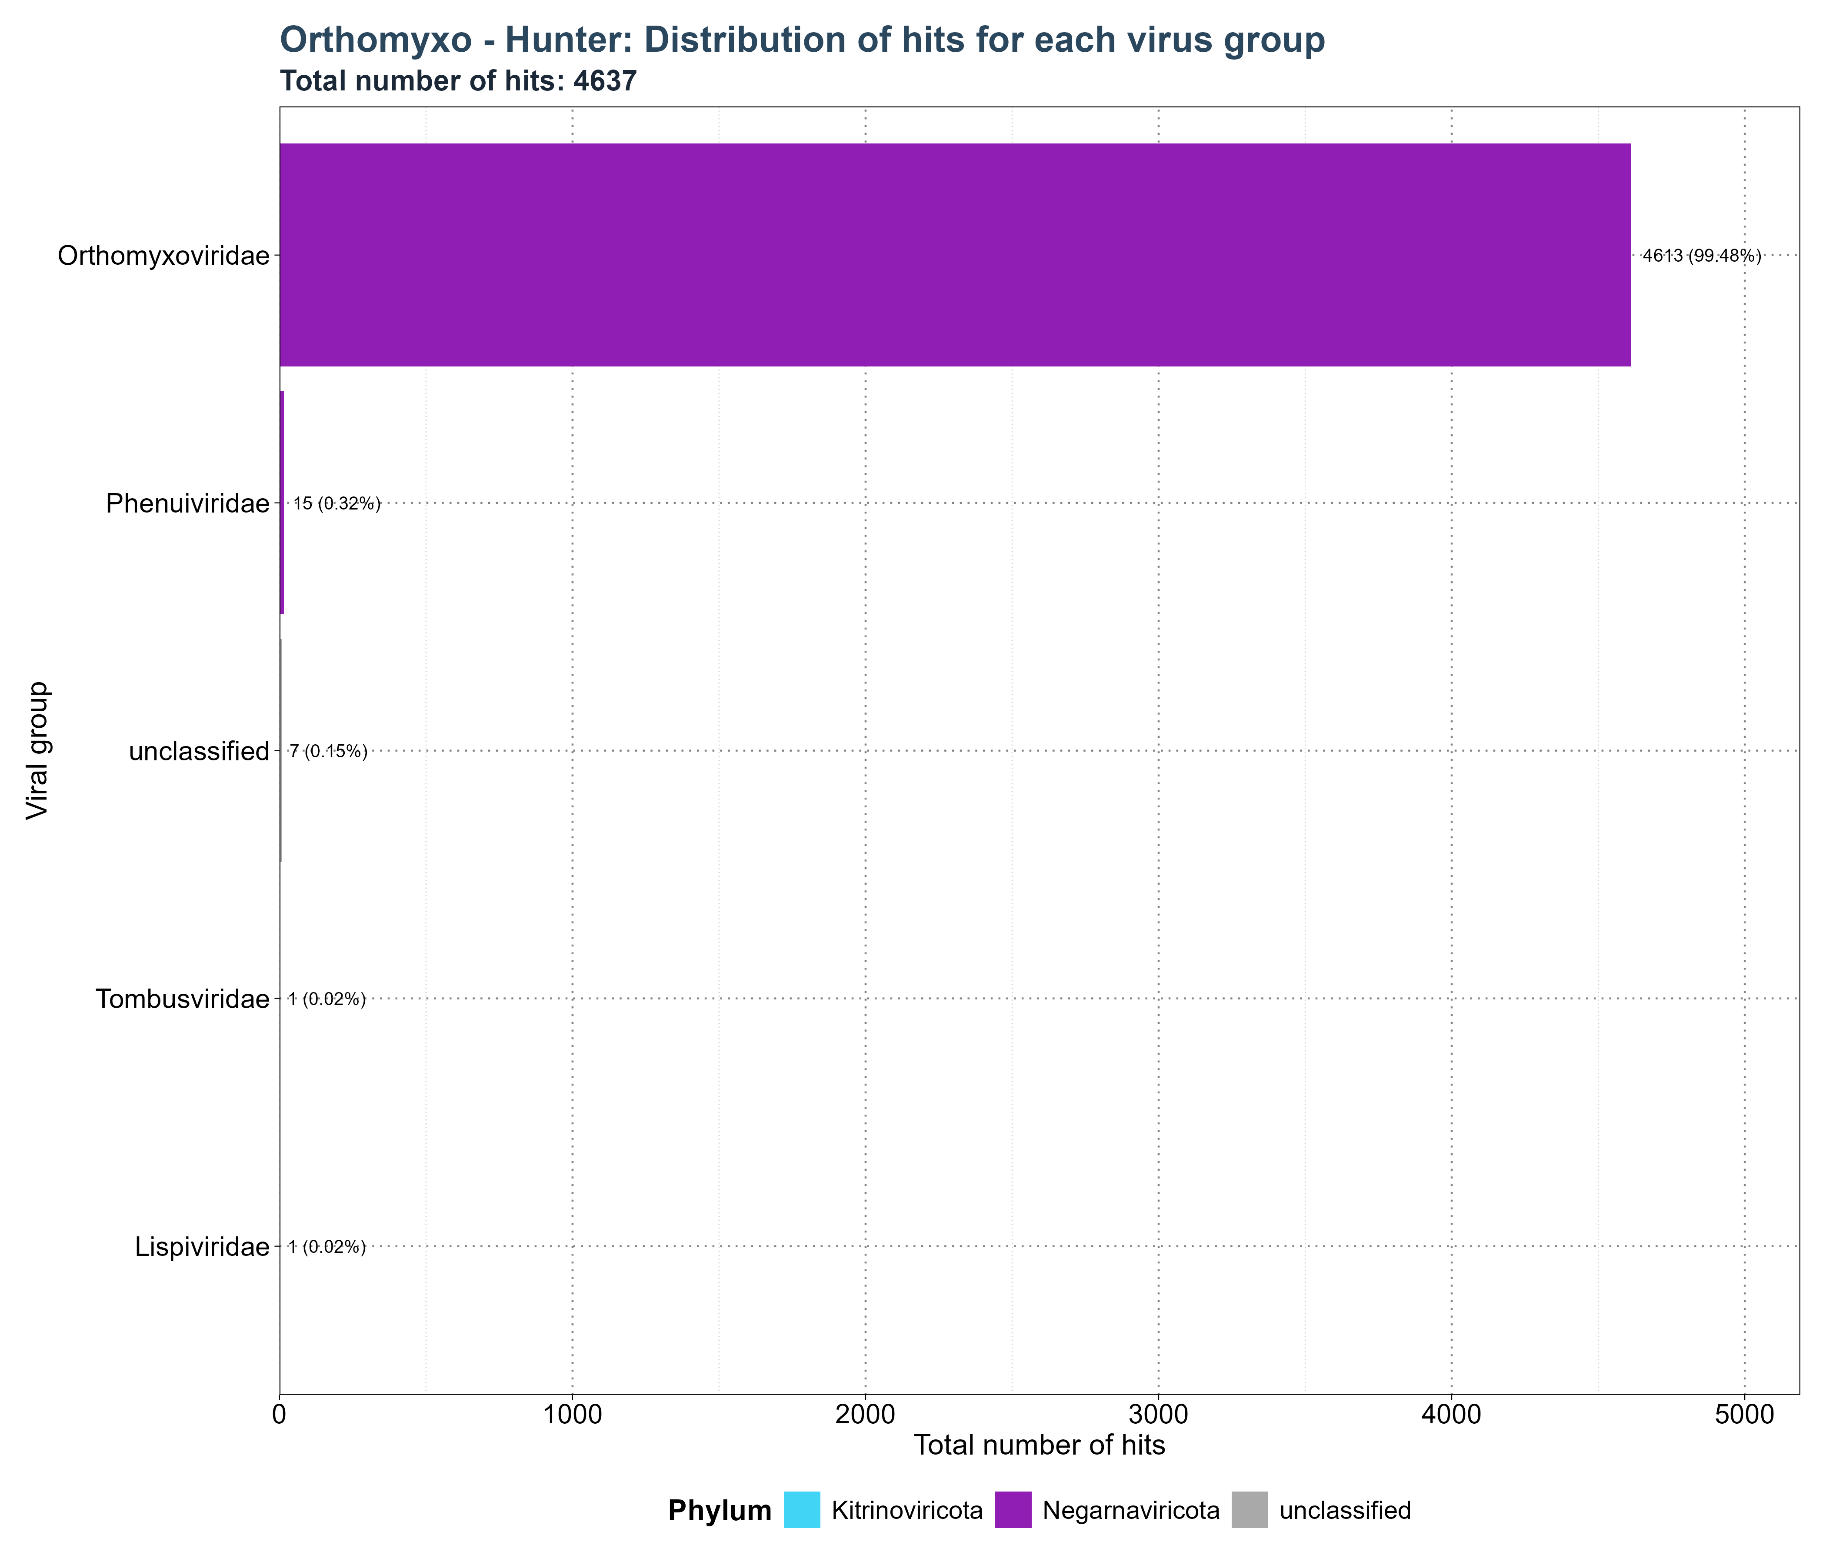 Orthomyxo - Hunter: Distribution of hits for each virus group
Total number of hits: 4637
Viral group
Orthomyxoviridae
4613 (99.48%)
Phenuiviridae
15 (0.32%)
unclassified
7 (0.15%)
Tombusviridae
1 (0.02%)
Lispiviridae
1 (0.02%)
0 1000 2000 3000 4000 5000
Total number of hits
Phylum Kitrinoviricota Negarnaviricota unclassified